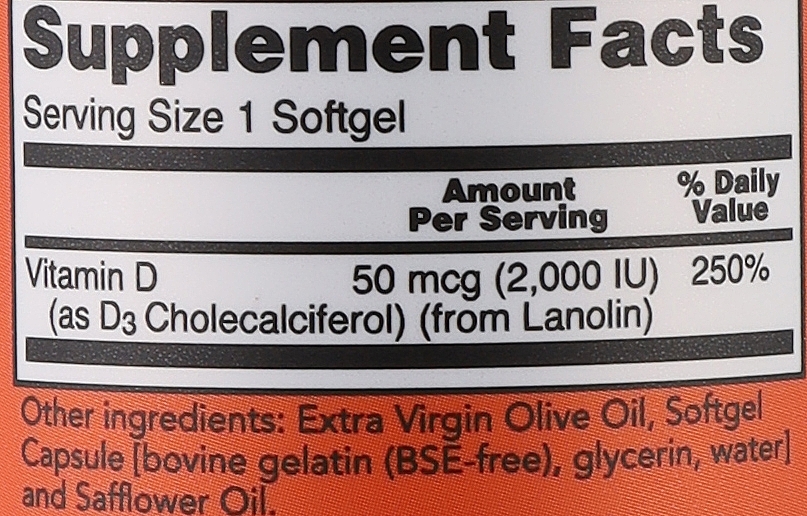 Supplement Facts
Serving Size 1 Softgel
Amount Per Serving % Daily Value
Vitamin D 50 mcg (2,000 IU) 250%
(as D3 Cholecalciferol) (from Lanolin)
Other ingredients: Extra Virgin Olive Oil, Softgel
Capsule [bovine gelatin (BSE-free), glycerin, water]
and Safflower Oil.